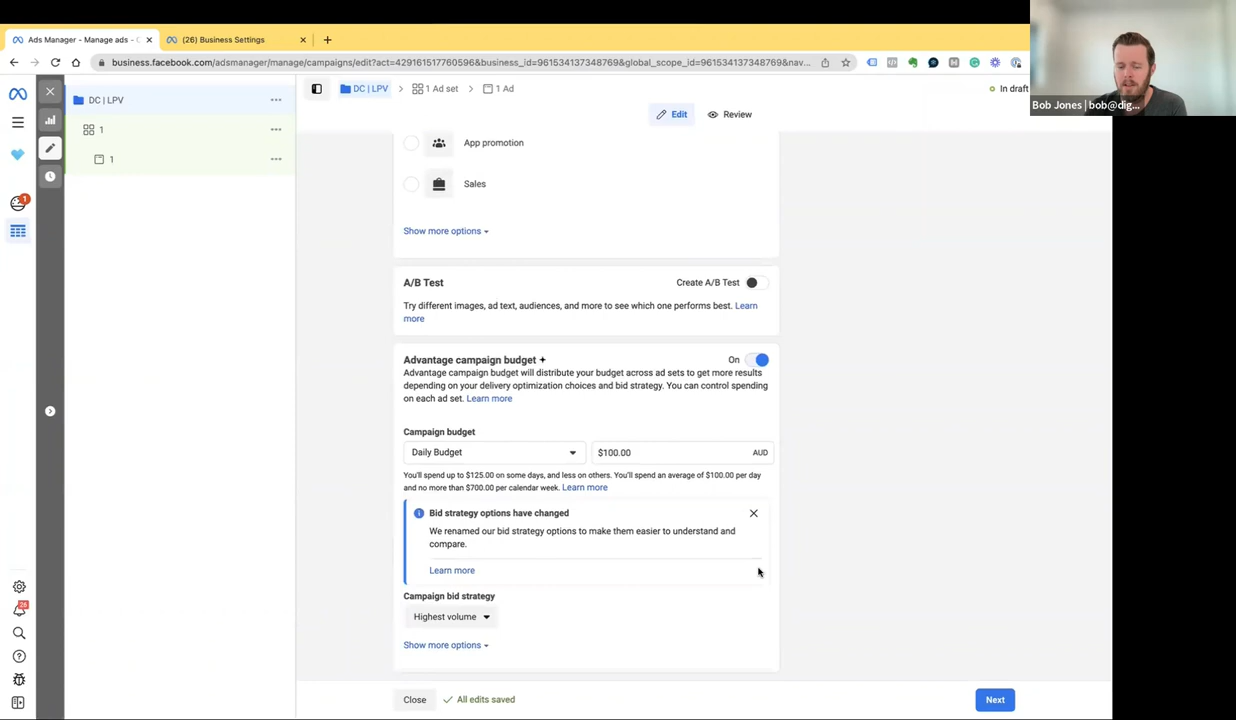 Ads Manager - Manage ads - C
(26) Business Settings
business.facebook.com/adsmanager/manage/campaigns/edit?act=429161517760596&business_id=961534137348769&global_scope_id=961534137348769&nav...
Bob Jones | bob@dig...
DC | LPV
1
1
DC | LPV
1 Ad set
1 Ad
In draft
Edit
Review
App promotion
Sales
Show more options
A/B Test
Create A/B Test
Try different images, ad text, audiences, and more to see which one performs best. Learn
more
Advantage campaign budget
On
Advantage campaign budget will distribute your budget across ad sets to get more results
depending on your delivery optimization choices and bid strategy. You can control spending
on each ad set. Learn more
Campaign budget
Daily Budget
$100.00
AUD
You'll spend up to $125.00 on some days, and less on others. You'll spend an average of $100.00 per day
and no more than $700.00 per calendar week. Learn more
Bid strategy options have changed
We renamed our bid strategy options to make them easier to understand and
compare.
Learn more
Campaign bid strategy
Highest volume
Show more options
Close
All edits saved
Next
1
26